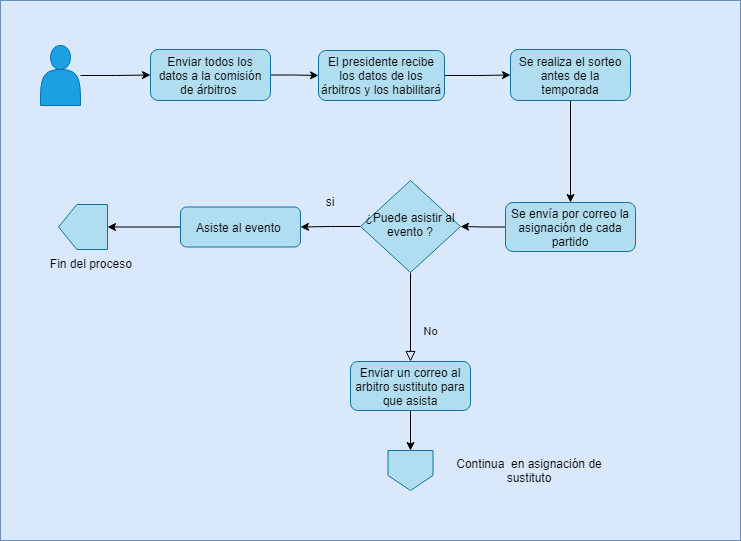 Enviar todos los
datos a la comisión
de árbitros
El presidente recibe
los datos de los
árbitros y los habilitará
Se realiza el sorteo
antes de la
temporada
Se envía por correo la
asignación de cada
partido
¿Puede asistir al
evento ?
si
Asiste al evento
Fin del proceso
No
Enviar un correo al
arbitro sustituto para
que asista
Continua en asignación de
sustituto